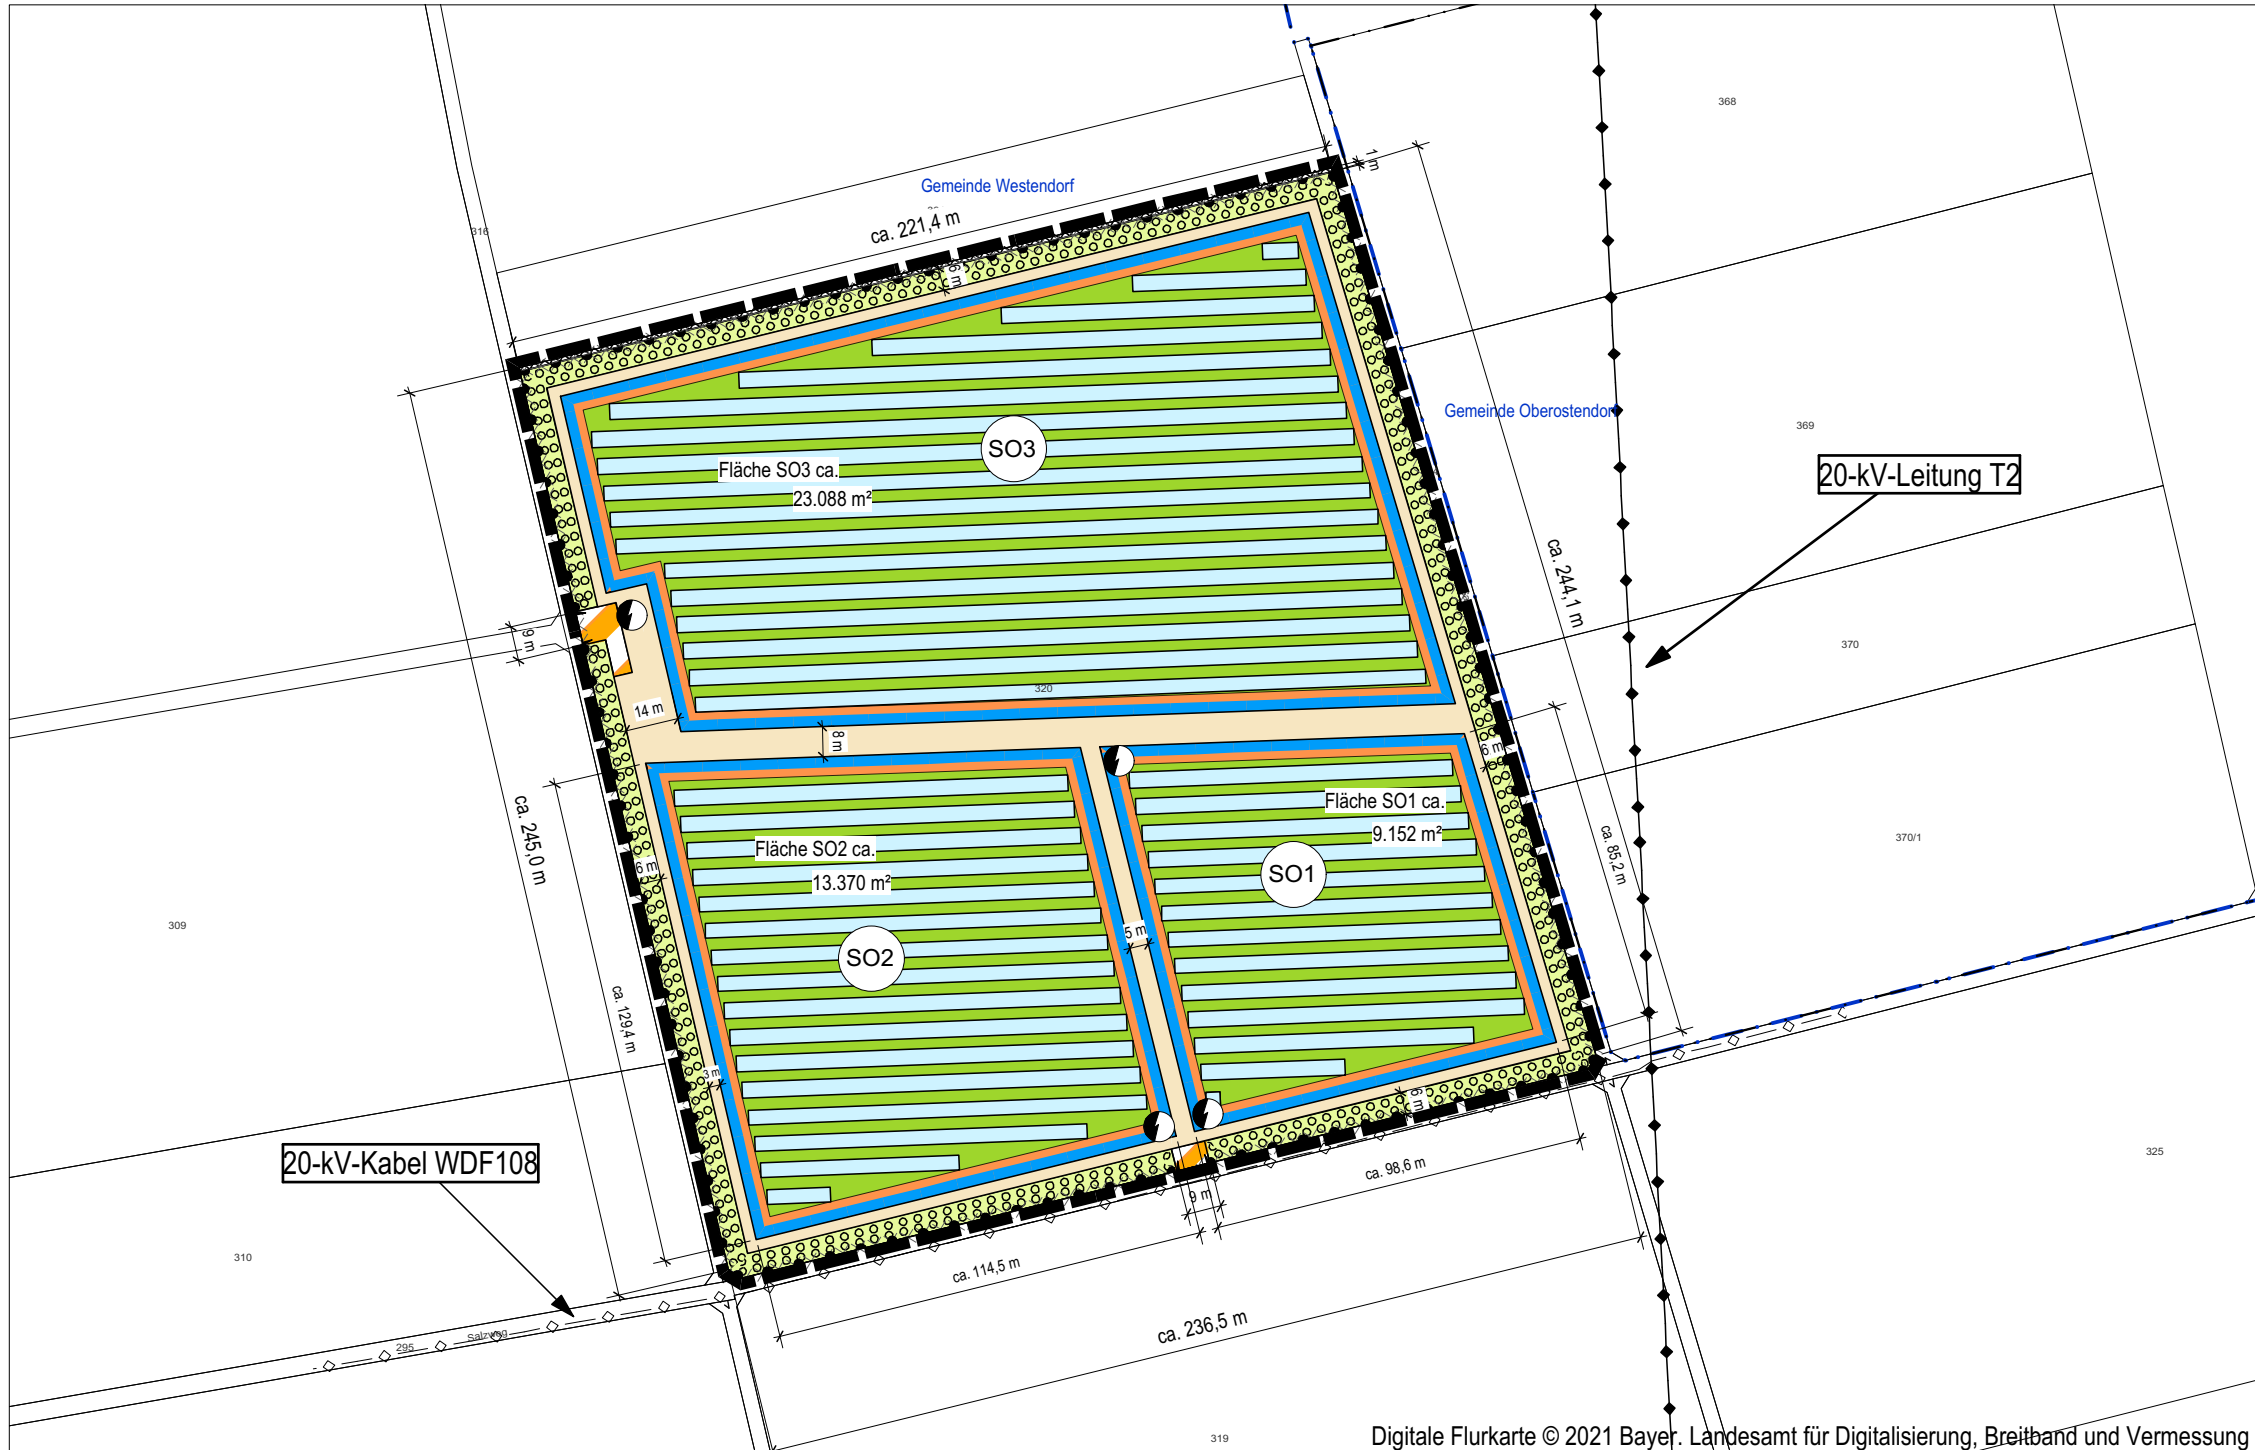 368
Gemeinde Westendorf
1 m
ca. 221,4 m
316
6 m
Gemeinde Oberostendorf
369
SO3
Fläche SO3 ca.
23.088 m²
20-kV-Leitung T2
ca. 244,1 m
9 m
370
320
14 m
8 m
6 m
ca. 245,0 m
Fläche SO1 ca.
9.152 m²
ca. 85,2 m
370/1
Fläche SO2 ca.
13.370 m²
6 m
SO1
309
5 m
SO2
ca. 129,4 m
3 m
6 m
20-kV-Kabel WDF108
325
ca. 98,6 m
9 m
310
ca. 114,5 m
ca. 236,5 m
Salzweg
295
319
Digitale Flurkarte © 2021 Bayer. Landesamt für Digitalisierung, Breitband und Vermessung